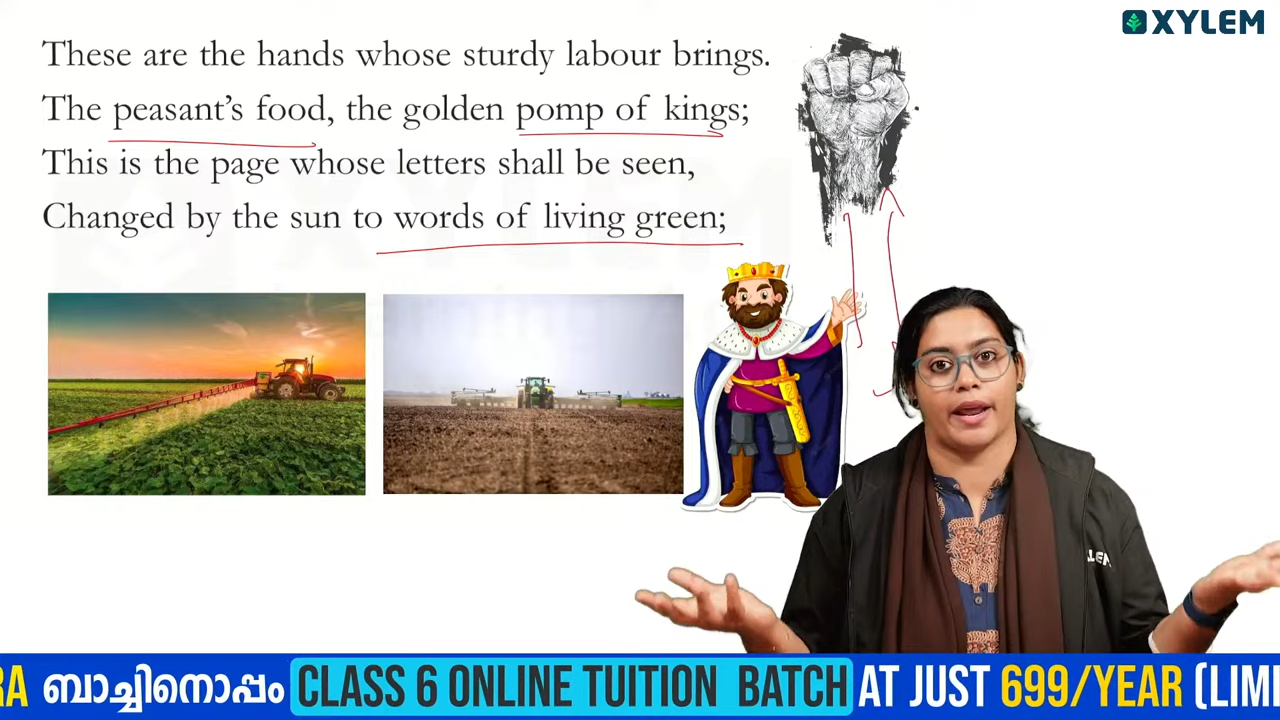 XYLEM
These are the hands whose sturdy labour brings.
The peasant's food, the golden pomp of kings;
This is the page whose letters shall be seen,
Changed by the sun to words of living green;
RA ബാച്ചിനൊപ്പം CLASS 6 ONLINE TUITION BATCH AT JUST 699/YEAR (LIMI